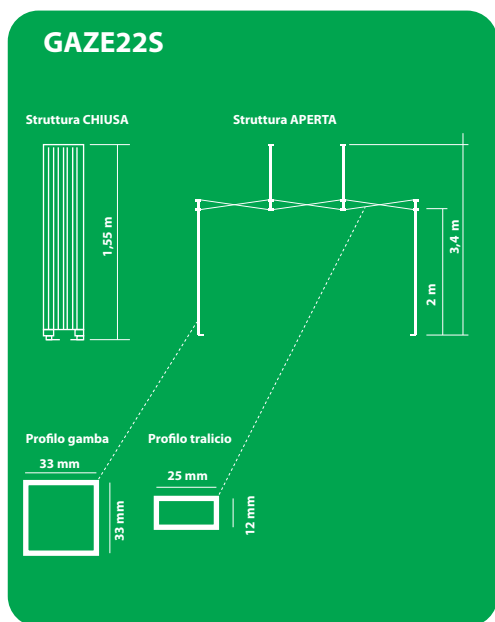 GAZE22S
Struttura CHIUSA
Struttura APERTA
1,55 m
3,4 m
2 m
Profilo gamba
Profilo tralicio
33 mm
25 mm
33 mm
12 mm